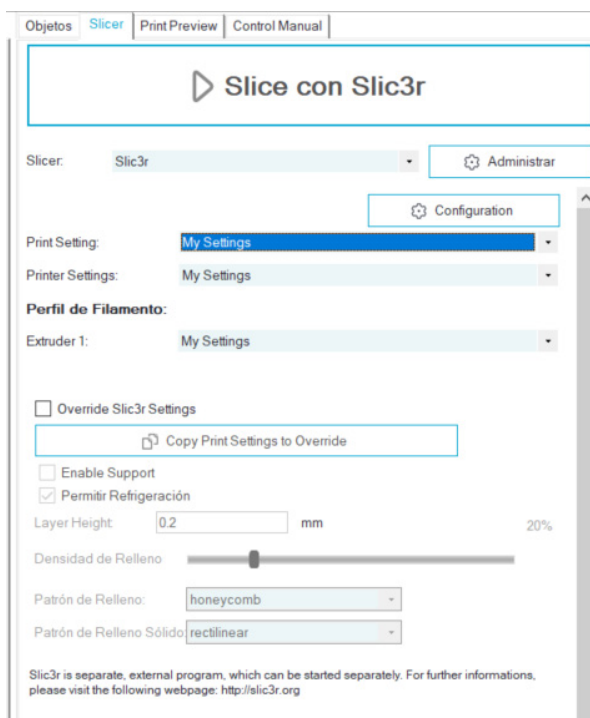 Objetos Slicer Print Preview Control Manual
Slice con Slic3r
Slicer: Slic3r Administrar
Configuration
Print Setting: My Settings
Printer Settings: My Settings
Perfil de Filamento:
Extruder 1: My Settings
Override Slic3r Settings
Copy Print Settings to Override
Enable Support
Permitir Refrigeración
Layer Height: 0.2 mm 20%
Densidad de Relleno
Patrón de Relleno: honeycomb
Patrón de Relleno Sólido: rectilinear
Slic3r is separate, external program, which can be started separately. For further informations,
please visit the following webpage: http://slic3r.org